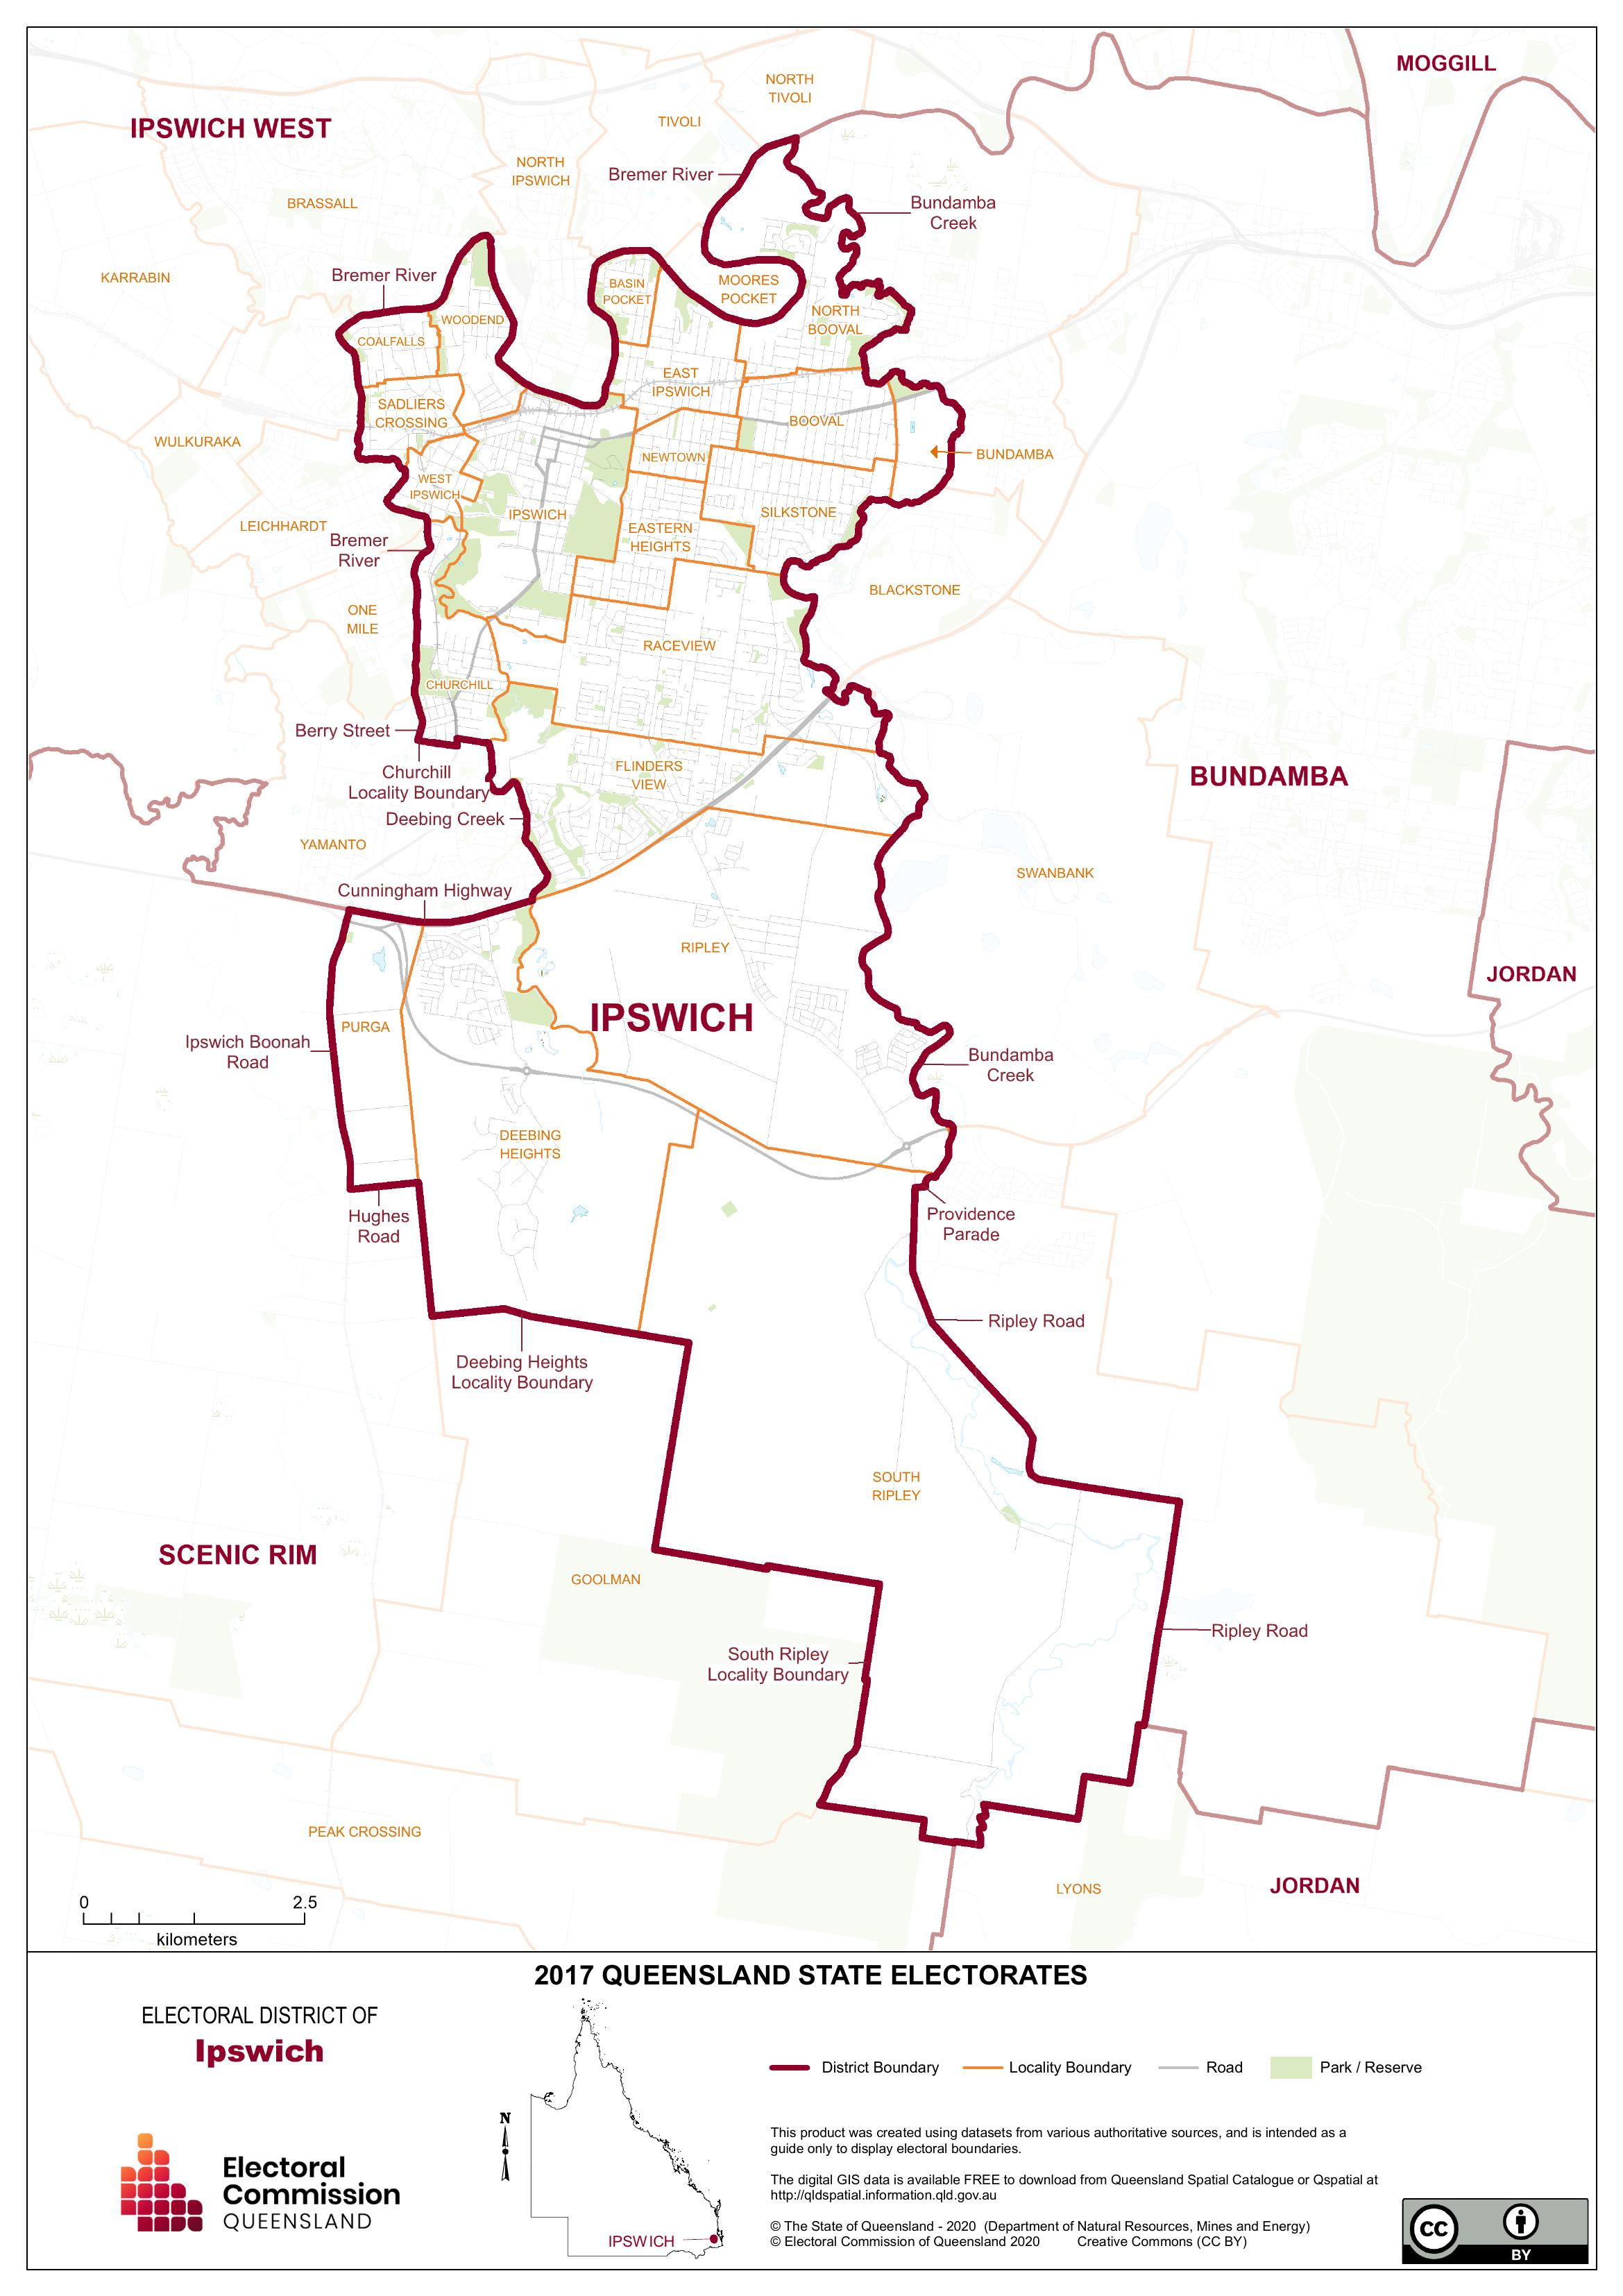 MOGGILL
NORTH
TIVOLI
IPSWICH WEST
TIVOLI
NORTH
IPSWICH
Bremer River
BRASSALL
Bundamba
Creek
KARRABIN
Bremer River
BASIN
POCKET
MOORES
POCKET
WOODEND
NORTH
BOOVAL
COALFALLS
EAST
IPSWICH
SADLIERS
CROSSING
BOOVAL
WULKURAKA
NEWTOWN
BUNDAMBA
WEST
IPSWICH
IPSWICH
SILKSTONE
LEICHHARDT
EASTERN
HEIGHTS
Bremer
River
BLACKSTONE
ONE
MILE
RACEVIEW
CHURCHILL
Berry Street
Churchill
Locality Boundary
FLINDERS
VIEW
BUNDAMBA
Deebing Creek
YAMANTO
SWANBANK
Cunningham Highway
RIPLEY
JORDAN
IPSWICH
PURGA
Ipswich Boonah
Road
Bundamba
Creek
DEEBING
HEIGHTS
Hughes
Road
Providence
Parade
Ripley Road
Deebing Heights
Locality Boundary
SOUTH
RIPLEY
SCENIC RIM
GOOLMAN
Ripley Road
South Ripley
Locality Boundary
PEAK CROSSING
LYONS
JORDAN
0 2.5
kilometers
2017 QUEENSLAND STATE ELECTORATES
ELECTORAL DISTRICT OF
Ipswich
District Boundary
Locality Boundary
Road
Park / Reserve
N
Electoral
Commission
QUEENSLAND
IPSWICH
This product was created using datasets from various authoritative sources, and is intended as a
guide only to display electoral boundaries.
The digital GIS data is available FREE to download from Queensland Spatial Catalogue or Qspatial at
http://qldspatial.information.qld.gov.au
© The State of Queensland - 2020 (Department of Natural Resources, Mines and Energy)
© Electoral Commission of Queensland 2020 Creative Commons (CC BY)
CC
BY